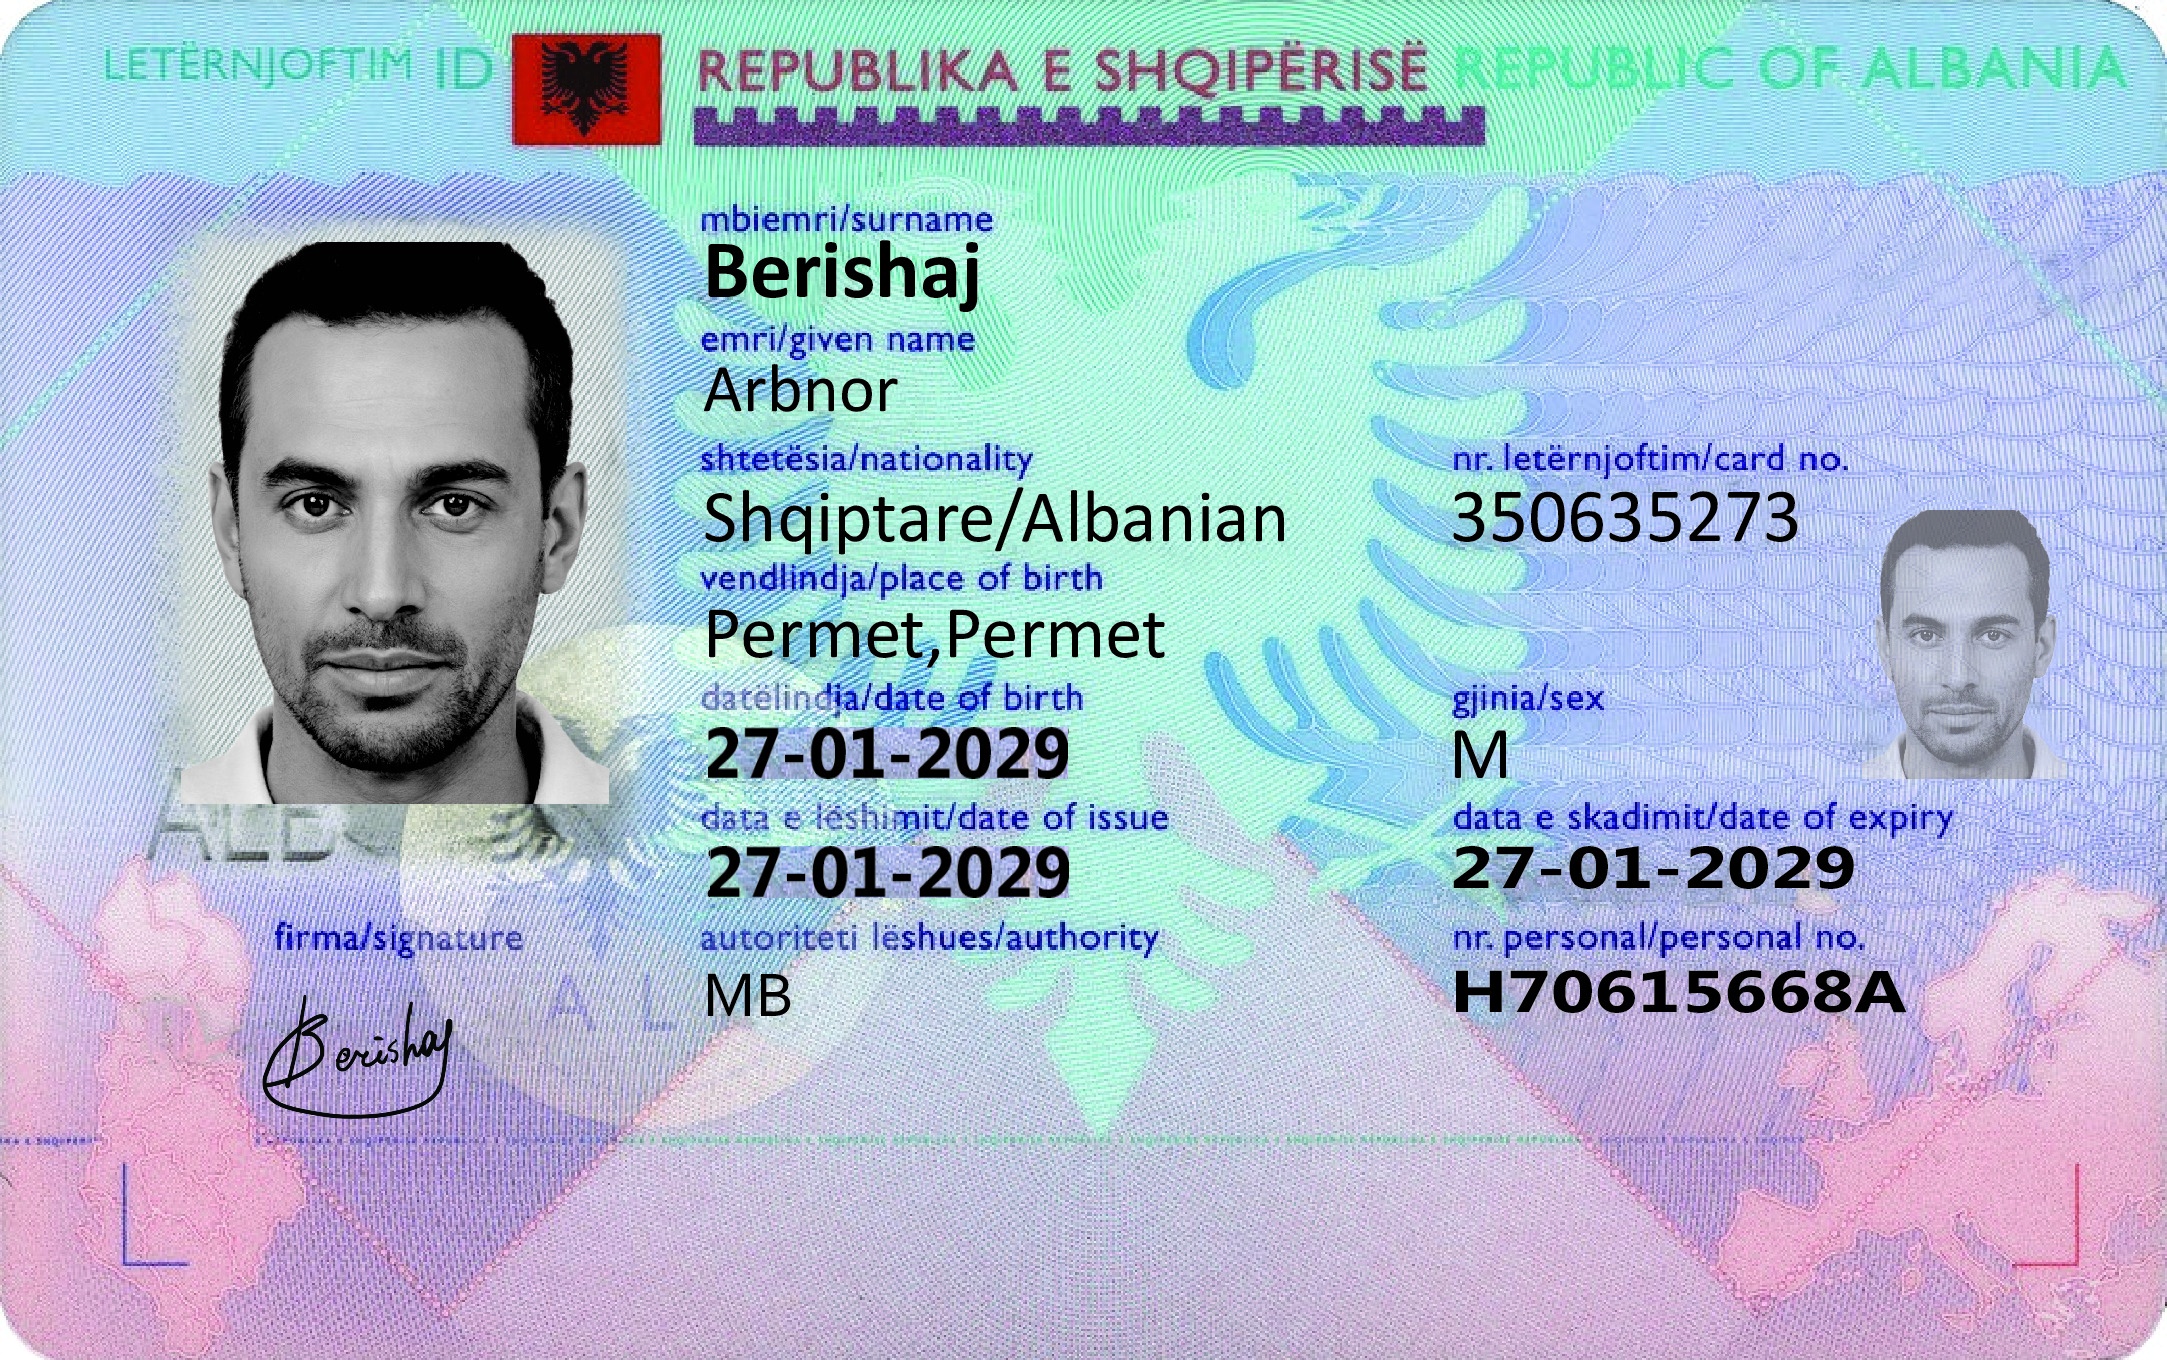 LETËRNJOFTIM ID REPUBLIKA E SHQIPËRISË REPUBLIC OF ALBANIA
mbiemri/surname
Berishaj
emri/given name
Arbnor
shtetësia/nationality nr. letërnjoftim/card no.
Shqiptare/Albanian 350635273
vendlindja/place of birth
Permet,Permet
datëlindja/date of birth gjinia/sex
27-01-2029 M
data e lëshimit/date of issue data e skadimit/date of expiry
27-01-2029 27-01-2029
firma/signature autoriteti lëshues/authority nr. personal/personal no.
MB H70615668A
Berishaj